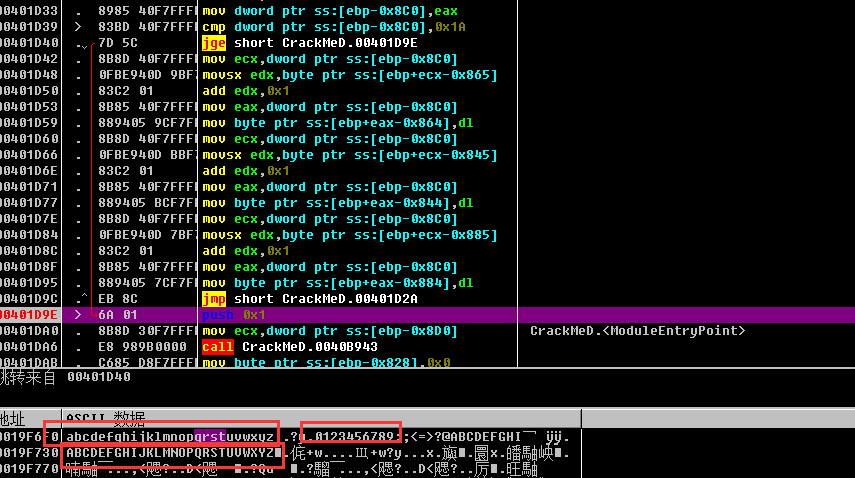 00401D33 . 8985 40F7FFFF mov dword ptr ss:[ebp-0x8C0],eax
00401D39 > 83BD 40F7FFFF cmp dword ptr ss:[ebp-0x8C0],0x1A
00401D40 . 7D 5C jge short CrackMeD.00401D9E
00401D42 . 8B8D 40F7FFFF mov ecx,dword ptr ss:[ebp-0x8C0]
00401D48 . 0FBE940D 9BF7 movsx edx,byte ptr ss:[ebp+ecx-0x865]
00401D50 . 83C2 01 add edx,0x1
00401D53 . 8B85 40F7FFFF mov eax,dword ptr ss:[ebp-0x8C0]
00401D59 . 889405 9CF7FF mov byte ptr ss:[ebp+eax-0x864],dl
00401D60 . 8B8D 40F7FFFF mov ecx,dword ptr ss:[ebp-0x8C0]
00401D66 . 0FBE940D BBF7 movsx edx,byte ptr ss:[ebp+ecx-0x845]
00401D6E . 83C2 01 add edx,0x1
00401D71 . 8B85 40F7FFFF mov eax,dword ptr ss:[ebp-0x8C0]
00401D77 . 889405 BCF7FF mov byte ptr ss:[ebp+eax-0x844],dl
00401D7E . 8B8D 40F7FFFF mov ecx,dword ptr ss:[ebp-0x8C0]
00401D84 . 0FBE940D 7BF7 movsx edx,byte ptr ss:[ebp+ecx-0x885]
00401D8C . 83C2 01 add edx,0x1
00401D8F . 8B85 40F7FFFF mov eax,dword ptr ss:[ebp-0x8C0]
00401D95 . 889405 7CF7FF mov byte ptr ss:[ebp+eax-0x884],dl
00401D9C .^ EB 8C jmp short CrackMeD.00401D2A
00401D9E > 6A 01 push 0x1
00401DA0 . 8B8D 30F7FFFF mov ecx,dword ptr ss:[ebp-0x8D0] CrackMeD.<ModuleEntryPoint>
00401DA6 . E8 989B0000 call CrackMeD.0040B943
00401DAB . C685 D8F7FFFF mov byte ptr ss:[ebp-0x828],0x0
跳转来自 00401D40
地址 ASCII 数据
0019F6F0 abcdefghijklmnopqrstuvwxyz .0123456789:;<=>?@ABCDEFGHI
0019F730 ABCDEFGHIJKLMNOPQRSTUVWXYZ
0019F770